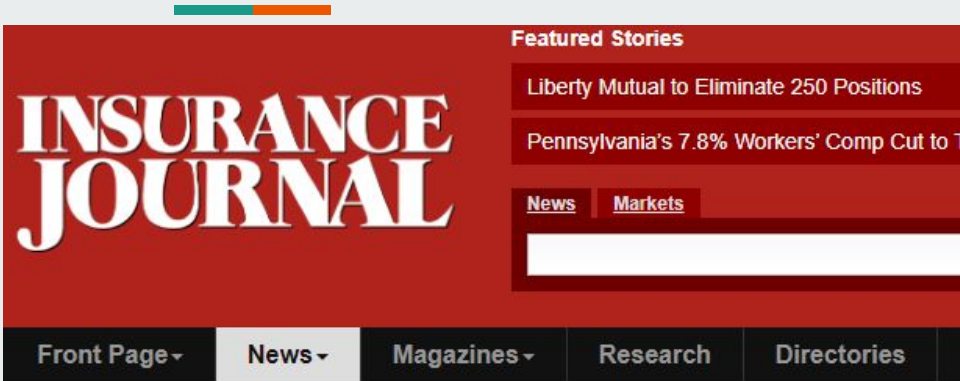 Featured Stories
Liberty Mutual to Eliminate 250 Positions
Pennsylvania's 7.8% Workers' Comp Cut to
INSURANCE
JOURNAL
News Markets
Front Page News Magazines Research Directories